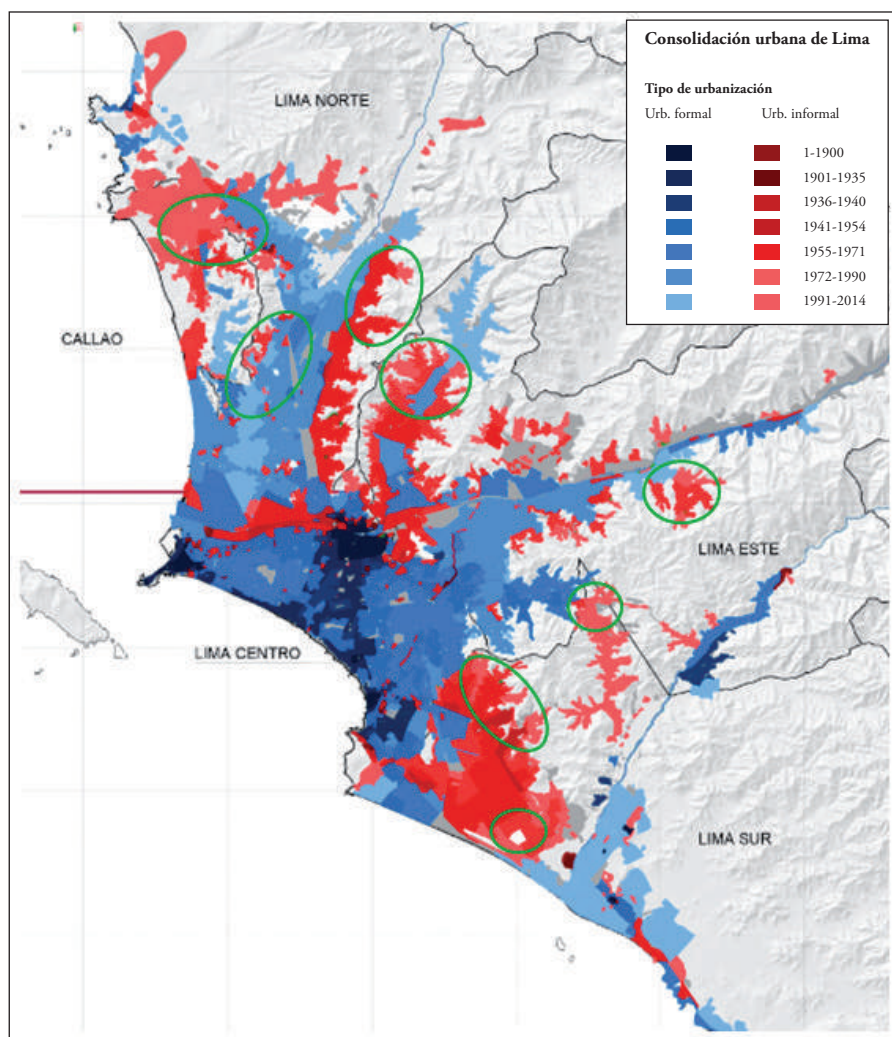 Consolidación urbana de Lima
Tipo de urbanización
Urb. formal Urb. informal
1-1900
1901-1935
1936-1940
1941-1954
1955-1971
1972-1990
1991-2014
LIMA NORTE
CALLAO
LIMA ESTE
LIMA CENTRO
LIMA SUR